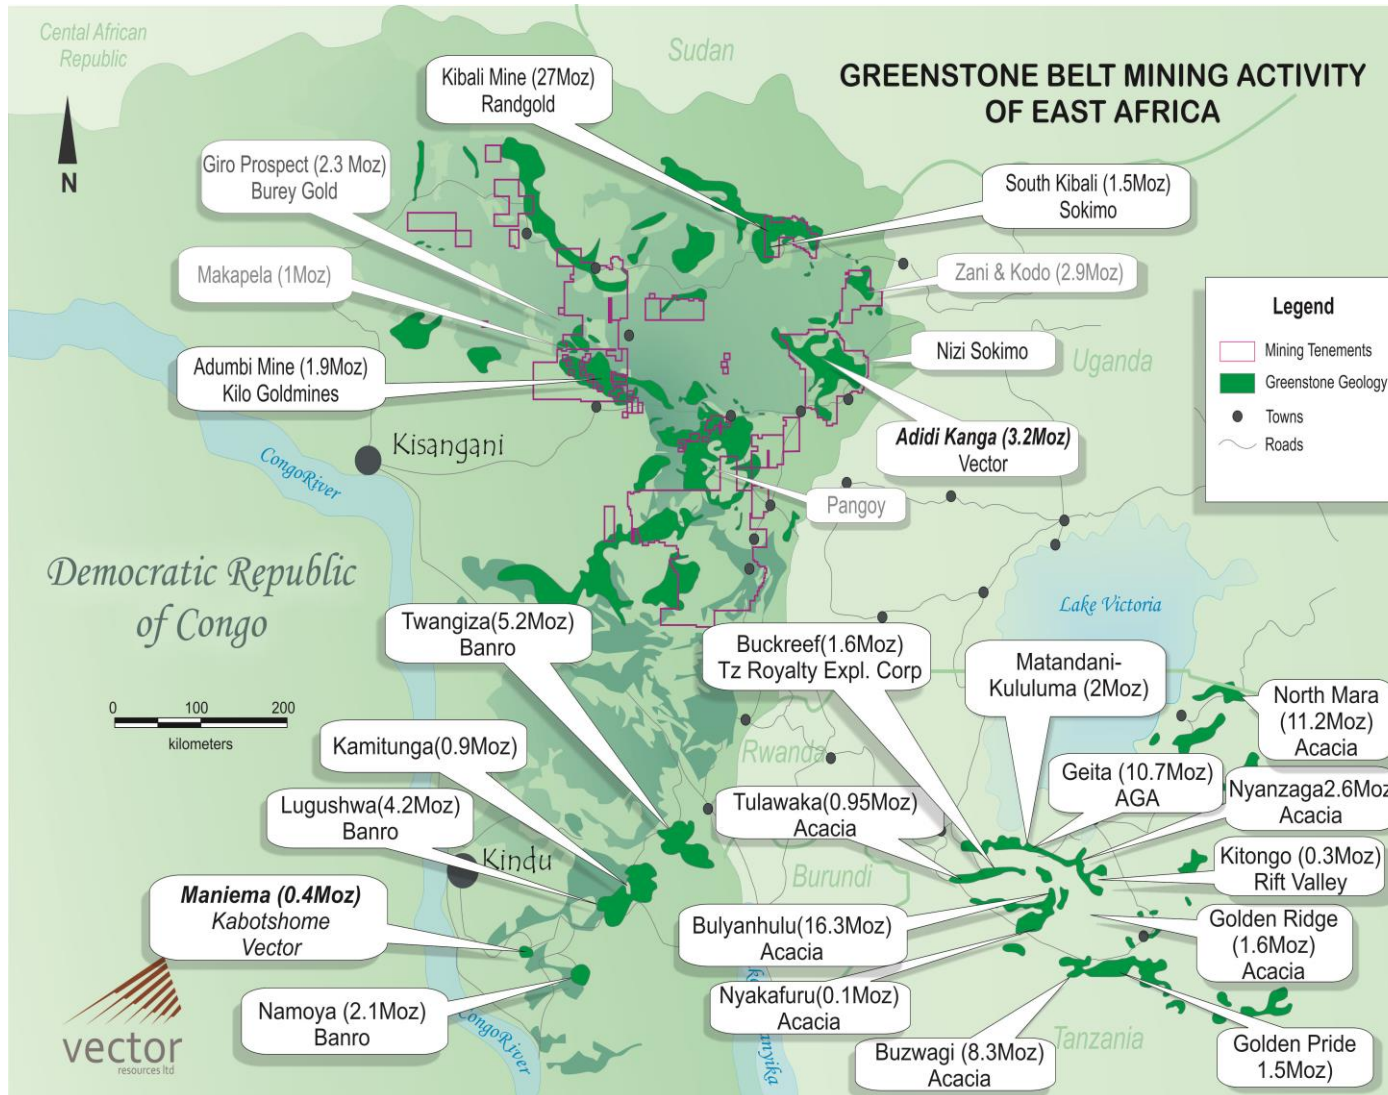 Cental African
Republic
Sudan
GREENSTONE BELT MINING ACTIVITY
OF EAST AFRICA
N
Kibali Mine (27Moz)
Randgold
Giro Prospect (2.3 Moz)
Burey Gold
South Kibali (1.5Moz)
Sokimo
Makapela (1Moz)
Zani & Kodo (2.9Moz)
Legend
Mining Tenements
Greenstone Geology
Towns
Roads
Nizi Sokimo
Uganda
Adumbi Mine (1.9Moz)
Kilo Goldmines
Kisangani
CongoRiver
Adidi Kanga (3.2Moz)
Vector
Pangoy
Democratic Republic
of Congo
Lake Victoria
Twangiza(5.2Moz)
Banro
Buckreef(1.6Moz)
Tz Royalty Expl. Corp
Matandani-
Kululuma (2Moz)
North Mara
(11.2Moz)
Acacia
0 100 200
kilometers
Kamitunga(0.9Moz)
Rwanda
Geita (10.7Moz)
AGA
Nyanzaga2.6Moz
Acacia
Tulawaka(0.95Moz)
Acacia
Lugushwa(4.2Moz)
Banro
Kindu
Burundi
Kitongo (0.3Moz)
Rift Valley
Maniema (0.4Moz)
Kabotshome
Vector
Bulyanhulu(16.3Moz)
Acacia
Golden Ridge
(1.6Moz)
Acacia
Nyakafuru(0.1Moz)
Acacia
Namoya (2.1Moz)
Banro
CongoRiver
anyika
Buzwagi (8.3Moz)
Acacia
Tanzania
Golden Pride
1.5Moz)
vector
resources ltd